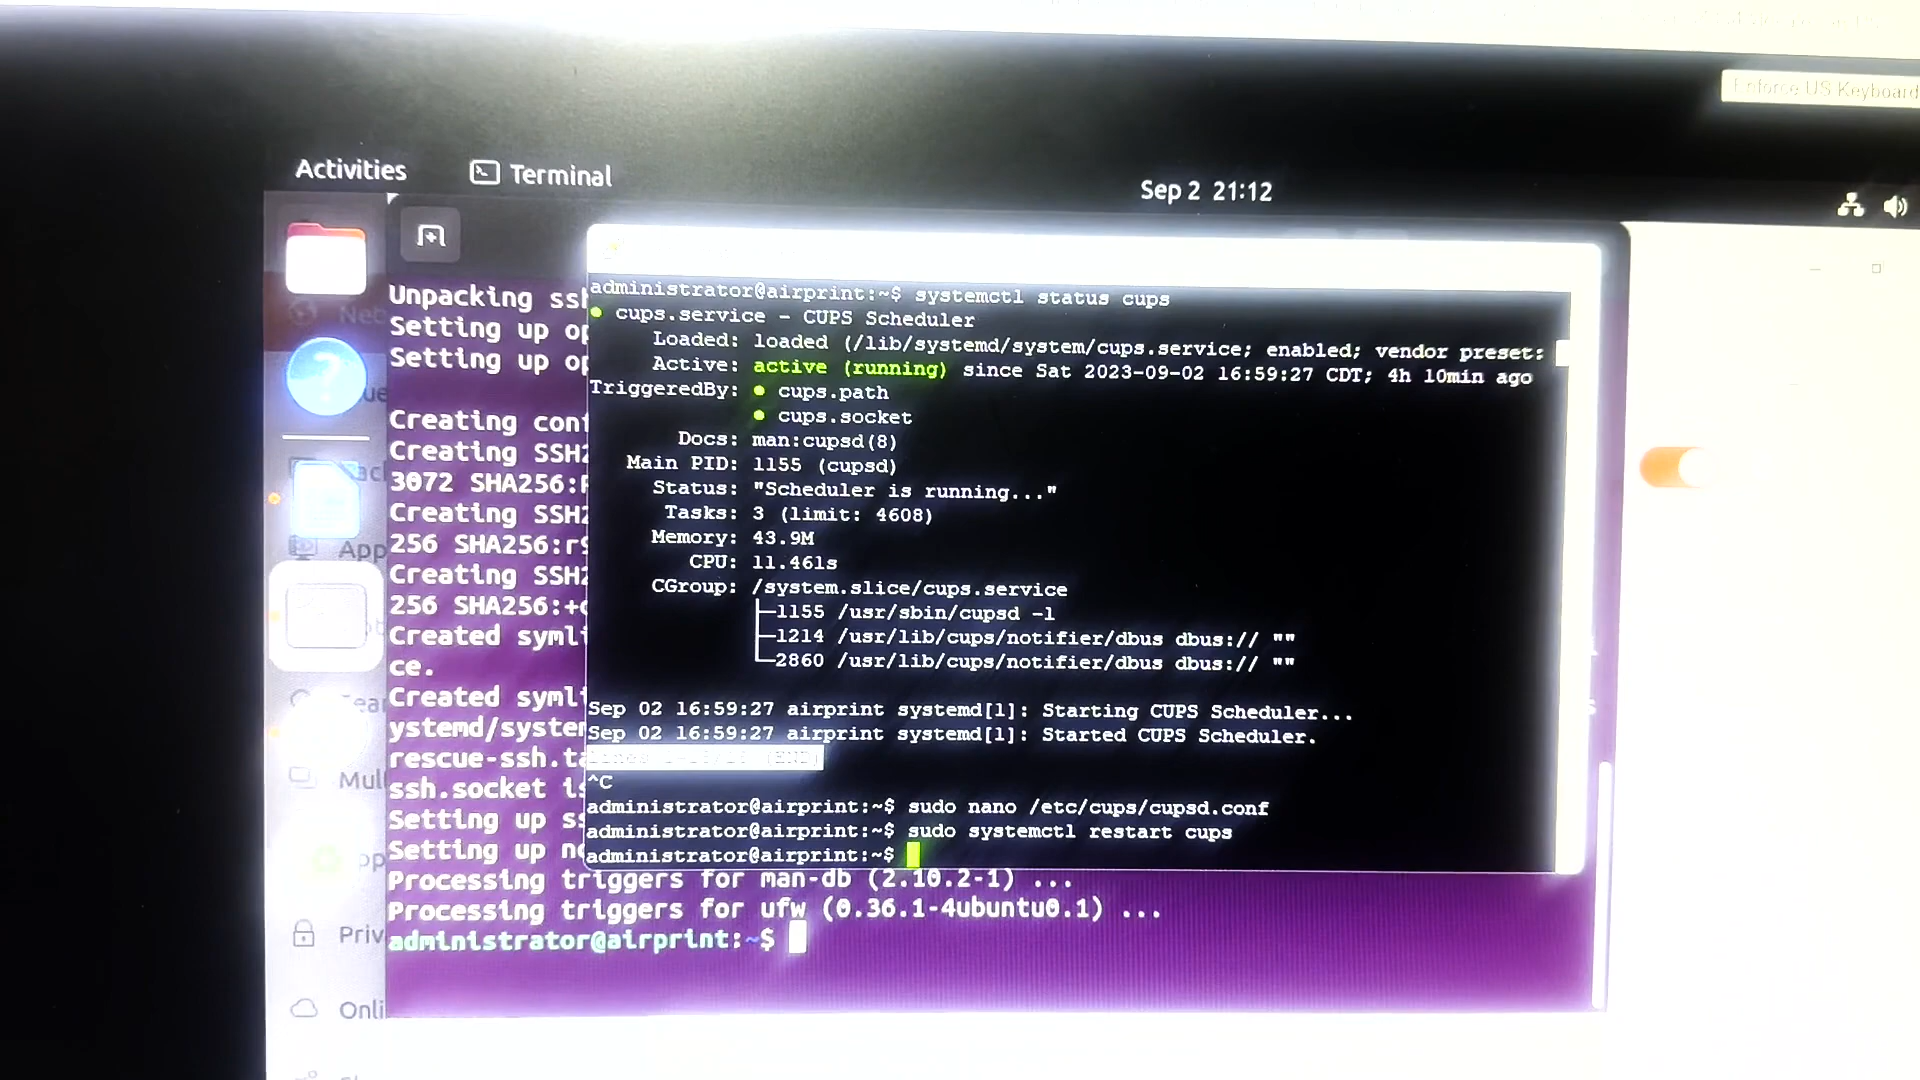 Enforce US Keyboard
Activities
Terminal
Sep 2 21:12
Unpacking ssh
Setting up op
Setting up op
Creating conf
Creating SSH2
3072 SHA256:
Creating SSH2
256 SHA256:r
Creating SSH2
256 SHA256:+
Created symli
ce.
Created symli
ystemd/system
rescue-ssh.ta
ssh.socket is
Setting up ss
Setting up nc
Processing triggers for man-db (2.10.2-1) ...
Processing triggers for ufw (0.36.1-4ubuntu0.1) ...
administrator@airprint:~$
administrator@airprint:~$ systemctl status cups
● cups.service - CUPS Scheduler
Loaded: loaded (/lib/systemd/system/cups.service; enabled; vendor preset:
Active: active (running) since Sat 2023-09-02 16:59:27 CDT; 4h 10min ago
TriggeredBy: ● cups.path
● cups.socket
Docs: man:cupsd(8)
Main PID: 1155 (cupsd)
Status: "Scheduler is running..."
Tasks: 3 (limit: 4608)
Memory: 43.9M
CPU: 11.461s
CGroup: /system.slice/cups.service
├─1155 /usr/sbin/cupsd -l
├─1214 /usr/lib/cups/notifier/dbus dbus:// ""
└─2860 /usr/lib/cups/notifier/dbus dbus:// ""
Sep 02 16:59:27 airprint systemd[1]: Starting CUPS Scheduler...
Sep 02 16:59:27 airprint systemd[1]: Started CUPS Scheduler.
^C
administrator@airprint:~$ sudo nano /etc/cups/cupsd.conf
administrator@airprint:~$ sudo systemctl restart cups
administrator@airprint:~$
App
Mul
Priv
Onli